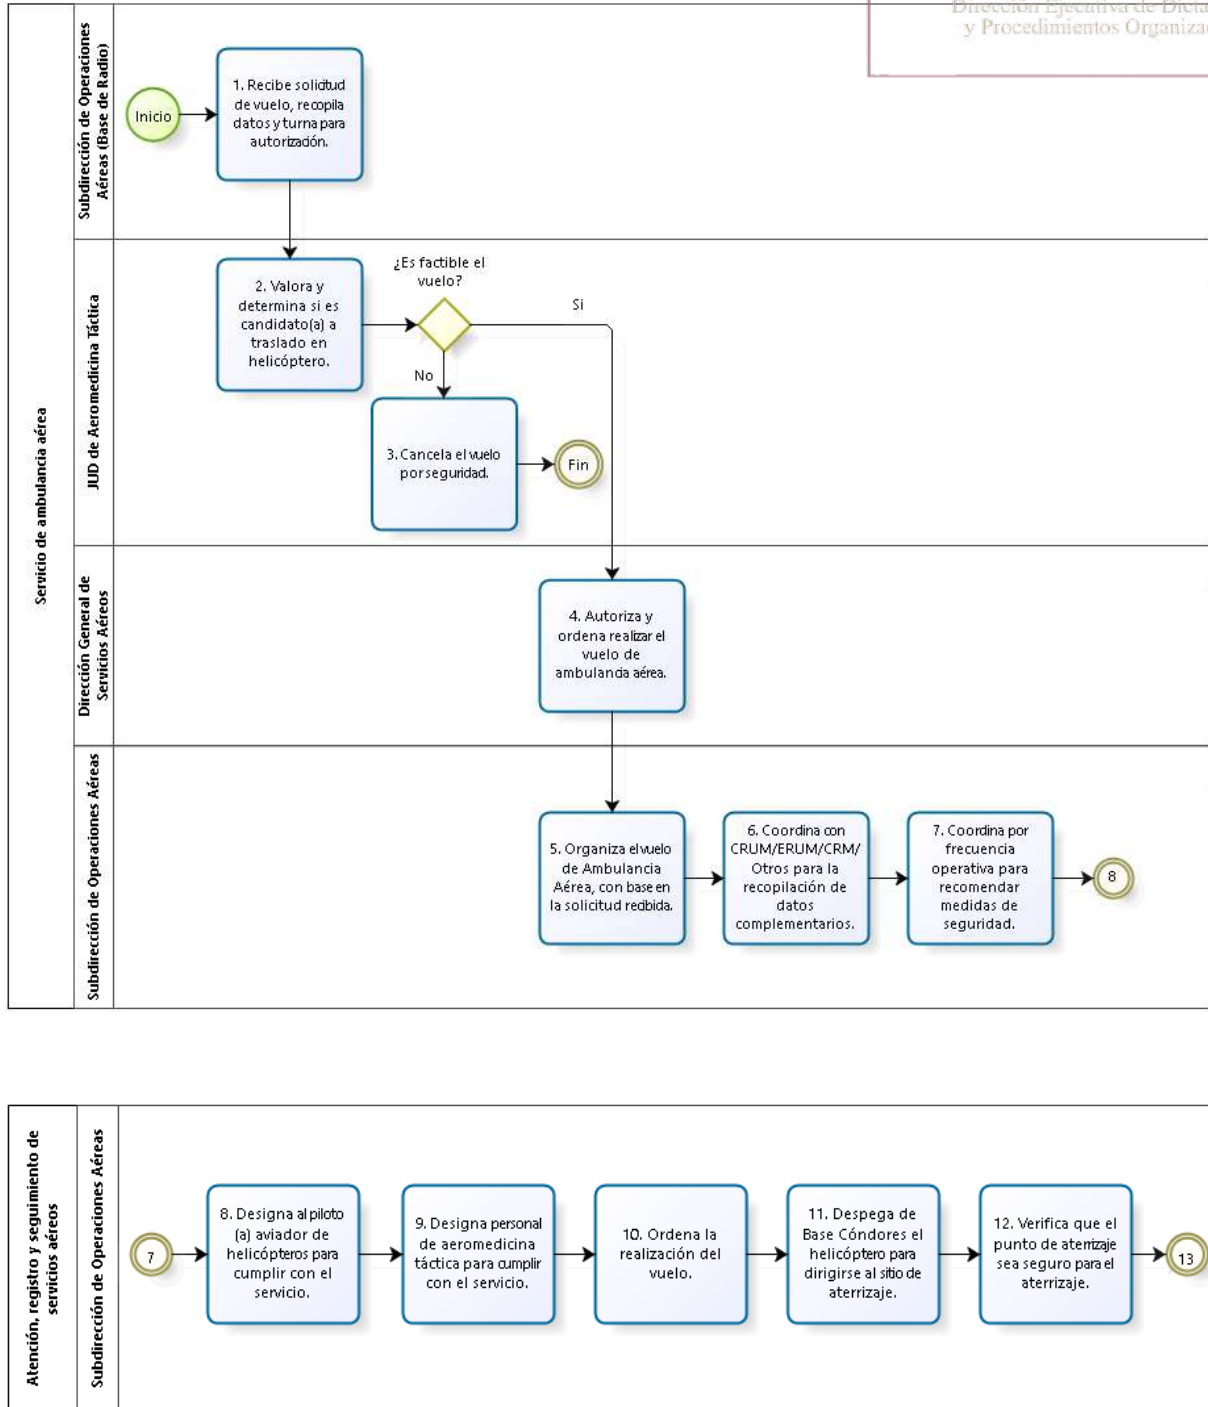 Dirección Ejecutiva de Dicta
y Procedimientos Organiza
Servicio de ambulancia aérea
Subdirección de Operaciones
Aéreas (Base de Radio)
Inicio
1. Recibe solicitud
de vuelo, recopila
datos y turna para
autorización.
JUD de Aeromedicina Táctica
2. Valora y
determina si es
candidato(a) a
traslado en
helicóptero.
¿Es factible el
vuelo?
Si
No
3. Cancela el vuelo
por seguridad.
Fin
Dirección General de
Servicios Aéreos
4. Autoriza y
ordena realizar el
vuelo de
ambulancia aérea.
Subdirección de Operaciones Aéreas
5. Organiza el vuelo
de Ambulancia
Aérea, con base en
la solicitud recibida.
6. Coordina con
CRUM/ERUM/CRM/
Otros para la
recopilación de
datos
complementarios.
7. Coordina por
frecuencia
operativa para
recomendar
medidas de
seguridad.
8
Atención, registro y seguimiento de
servicios aéreos
Subdirección de Operaciones Aéreas
7
8. Designa al piloto
(a) aviador de
helicópteros para
cumplir con el
servicio.
9. Designa personal
de aeromedicina
táctica para cumplir
con el servicio.
10. Ordena la
realización del
vuelo.
11. Despega de
Base Cóndores el
helicóptero para
dirigirse al sitio de
aterrizaje.
12. Verifica que el
punto de aterrizaje
sea seguro para el
aterrizaje.
13